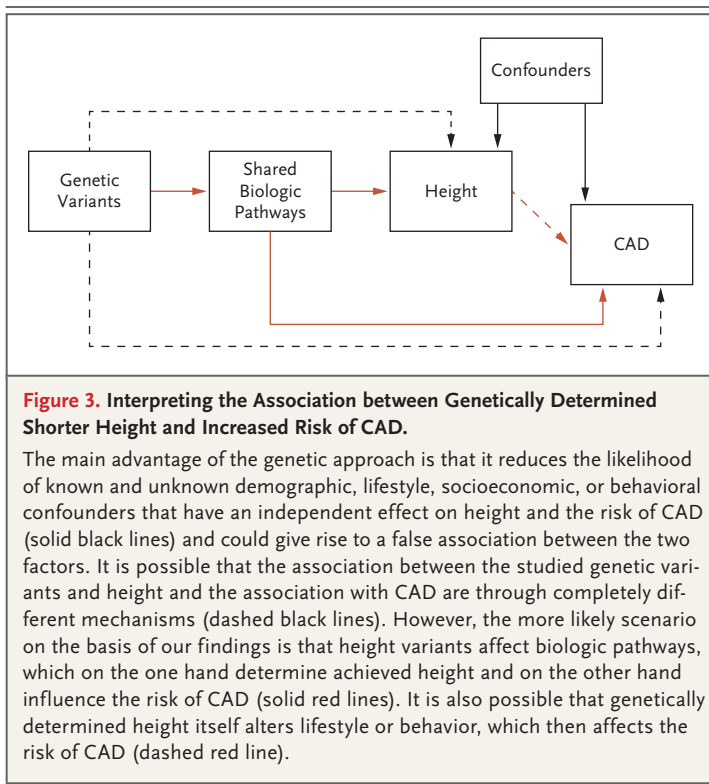 Confounders
Genetic
Variants
Shared
Biologic
Pathways
Height
CAD
Figure 3. Interpreting the Association between Genetically Determined
Shorter Height and Increased Risk of CAD.
The main advantage of the genetic approach is that it reduces the likelihood
of known and unknown demographic, lifestyle, socioeconomic, or behavioral
confounders that have an independent effect on height and the risk of CAD
(solid black lines) and could give rise to a false association between the two
factors. It is possible that the association between the studied genetic vari-
ants and height and the association with CAD are through completely dif-
ferent mechanisms (dashed black lines). However, the more likely scenario
on the basis of our findings is that height variants affect biologic pathways,
which on the one hand determine achieved height and on the other hand
influence the risk of CAD (solid red lines). It is also possible that genetically
determined height itself alters lifestyle or behavior, which then affects the
risk of CAD (dashed red line).